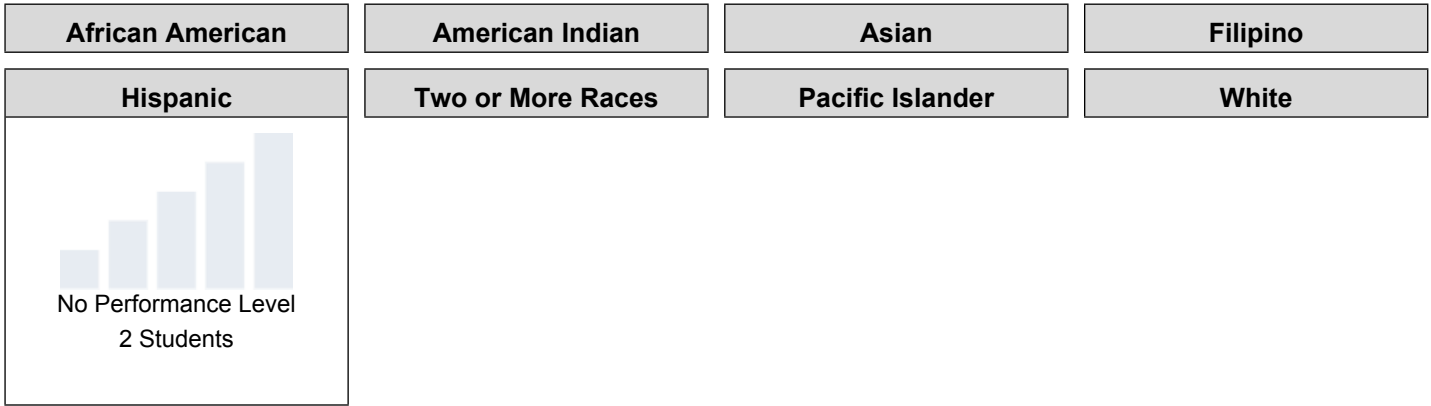 African American
American Indian
Asian
Filipino
Hispanic
Two or More Races
Pacific Islander
White
No Performance Level
2 Students